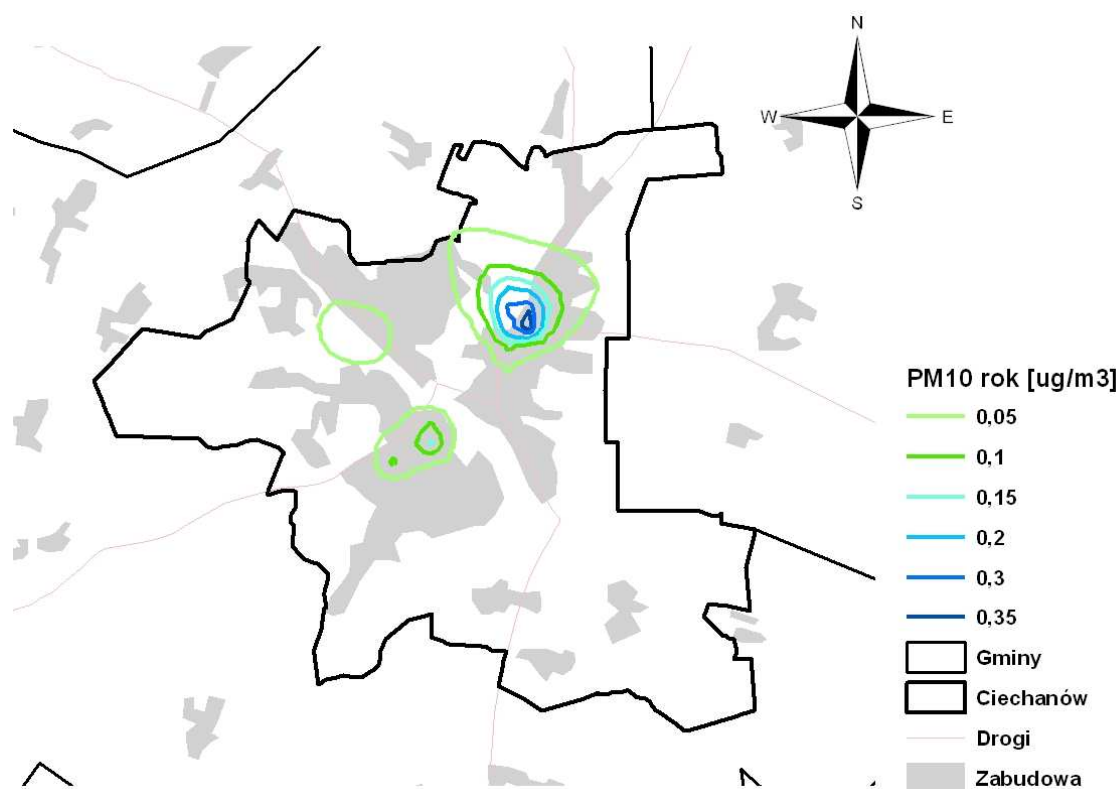 N
W E
S
PM10 rok [ug/m3]
0,05
0,1
0,15
0,2
0,3
0,35
Gminy
Ciechanów
Drogi
Zabudowa